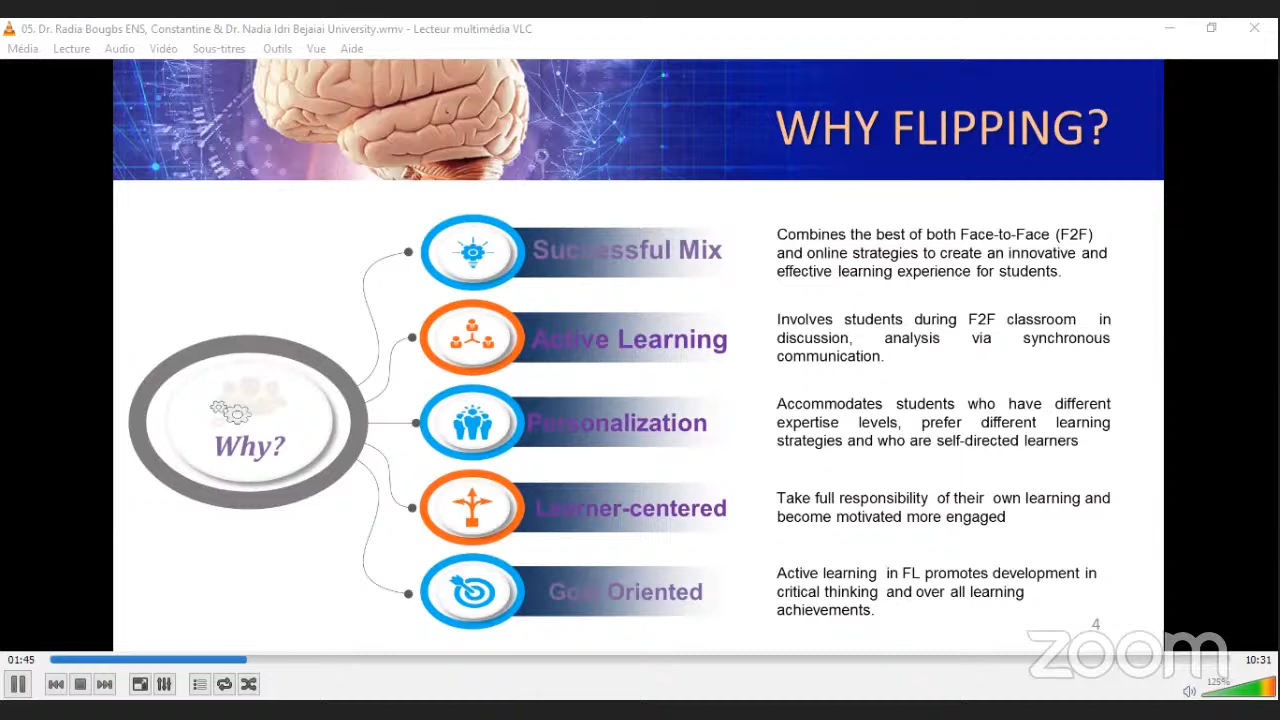 05. Dr. Radia Bougbs ENS, Constantine & Dr. Nadia Idri Bejaiai University.wmv - Lecteur multimédia VLC
Média Lecture Audio Vidéo Sous-titres Outils Vue Aide
WHY FLIPPING?
Why?
Successful Mix
Combines the best of both Face-to-Face (F2F)
and online strategies to create an innovative and
effective learning experience for students.
Active Learning
Involves students during F2F classroom in
discussion, analysis via synchronous
communication.
Personalization
Accommodates students who have different
expertise levels, prefer different learning
strategies and who are self-directed learners
Learner-centered
Take full responsibility of their own learning and
become motivated more engaged
Goal Oriented
Active learning in FL promotes development in
critical thinking and over all learning
achievements.
4
zoom
01:45
10:31
125%